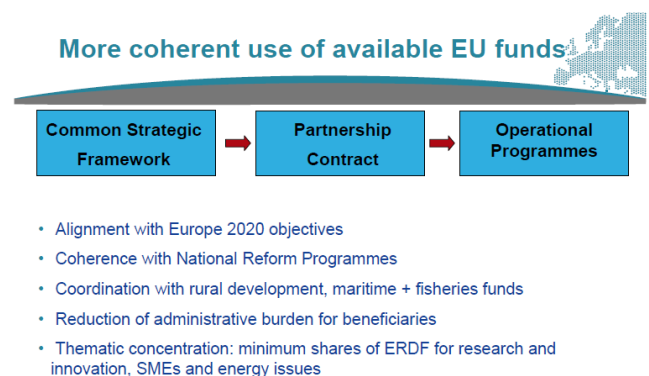 More coherent use of available EU funds
Common Strategic
Framework
Partnership
Contract
Operational
Programmes
• Alignment with Europe 2020 objectives
• Coherence with National Reform Programmes
• Coordination with rural development, maritime + fisheries funds
• Reduction of administrative burden for beneficiaries
• Thematic concentration: minimum shares of ERDF for research and
innovation, SMEs and energy issues